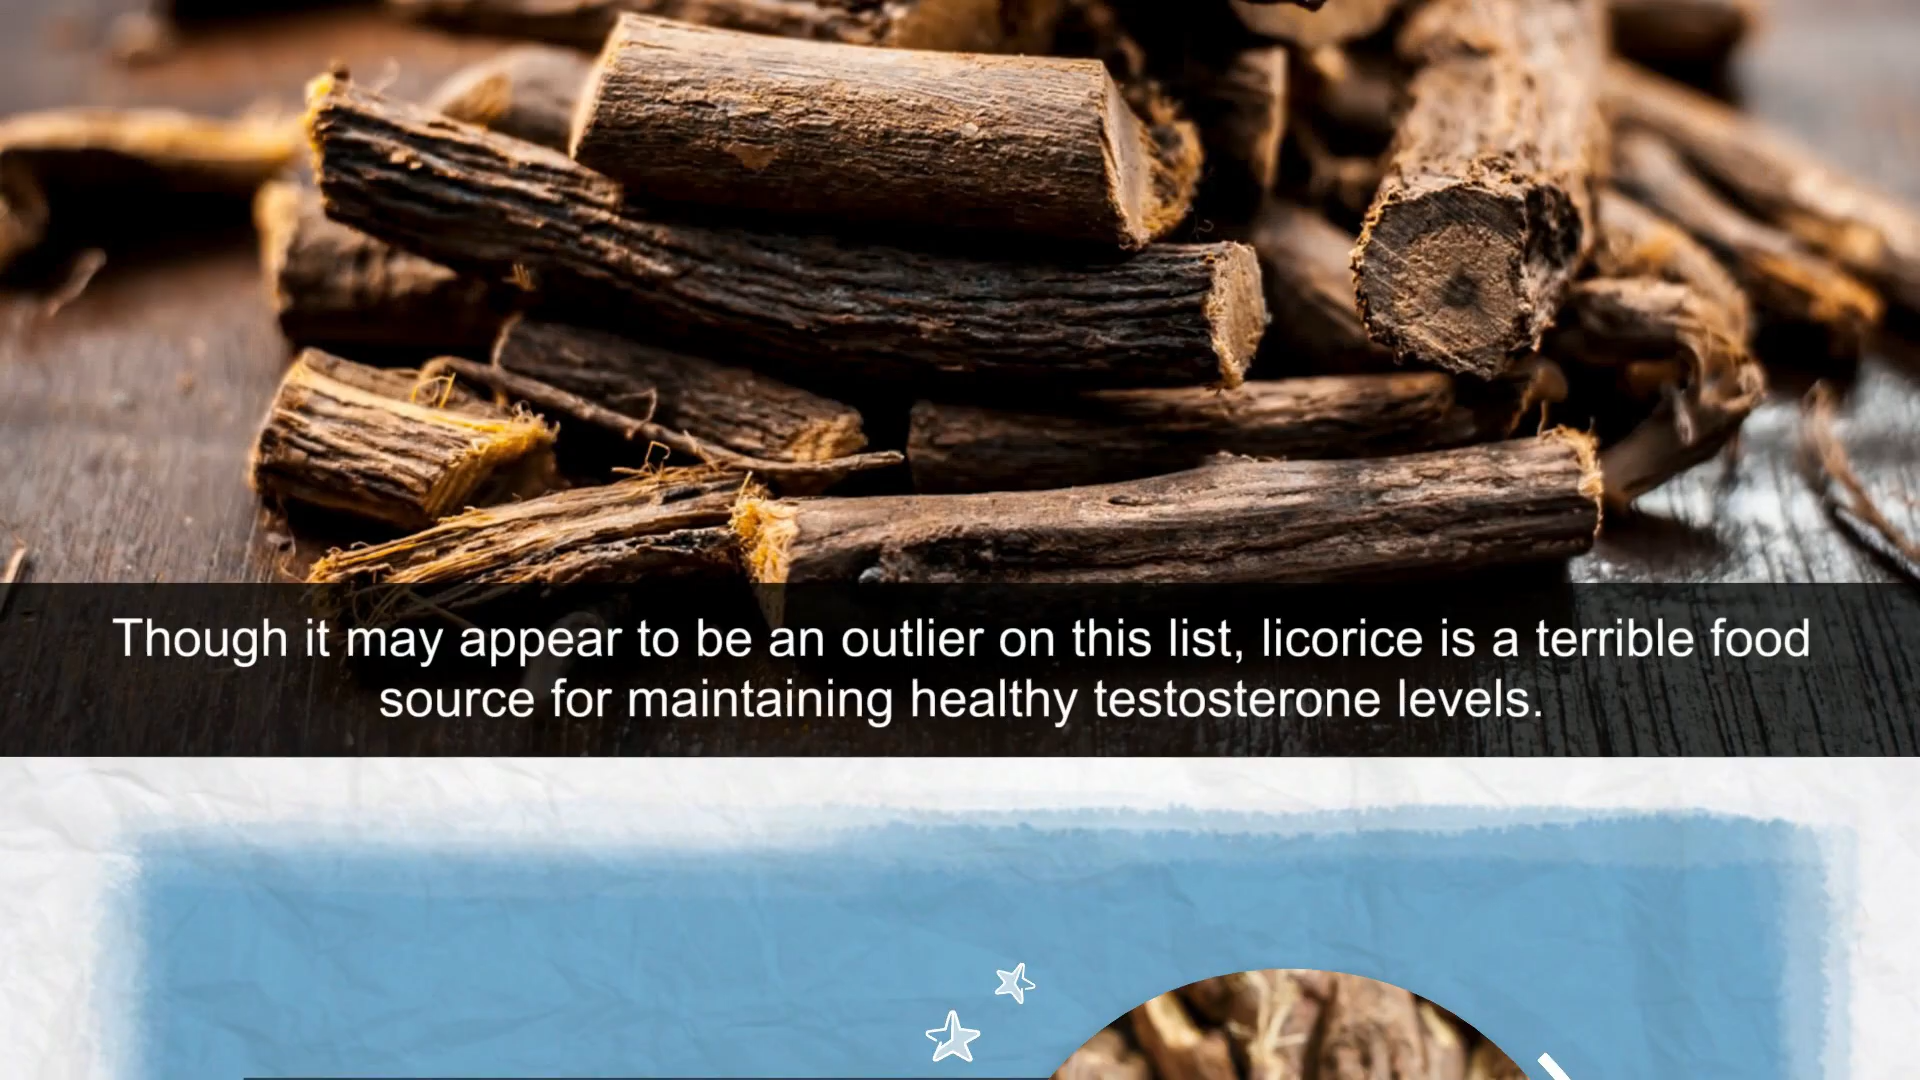 Though it may appear to be an outlier on this list, licorice is a terrible food
source for maintaining healthy testosterone levels.